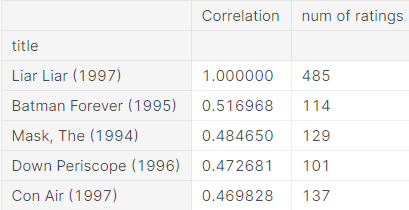 Correlation num of ratings
title
Liar Liar (1997) 1.000000 485
Batman Forever (1995) 0.516968 114
Mask, The (1994) 0.484650 129
Down Periscope (1996) 0.472681 101
Con Air (1997) 0.469828 137